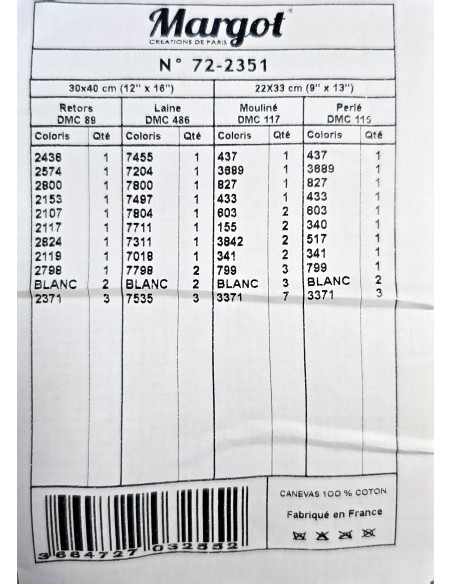 Margot®
CREATIONS DE PARIS
N° 72-2351
30x40 cm (12" x 16") 22X33 cm (9" x 13")
Retors Laine Mouliné Perlé
DMC 89 DMC 486 DMC 117 DMC 115
Coloris Qté Coloris Qté Coloris Qté Coloris Qté
2436 1 7455 1 437 1 437 1
2574 1 7204 1 3689 1 3689 1
2800 1 7800 1 827 1 827 1
2153 1 7497 1 433 1 433 1
2107 1 7804 1 603 2 603 1
2117 1 7711 1 155 2 340 1
2824 1 7311 1 3842 2 517 1
2119 1 7018 1 341 2 341 1
2798 1 7798 2 799 3 799 1
BLANC 2 BLANC 2 BLANC 3 BLANC 2
2371 3 7535 3 3371 7 3371 3
CANEVAS 100 % COTON
Fabriqué en France
3664727032552